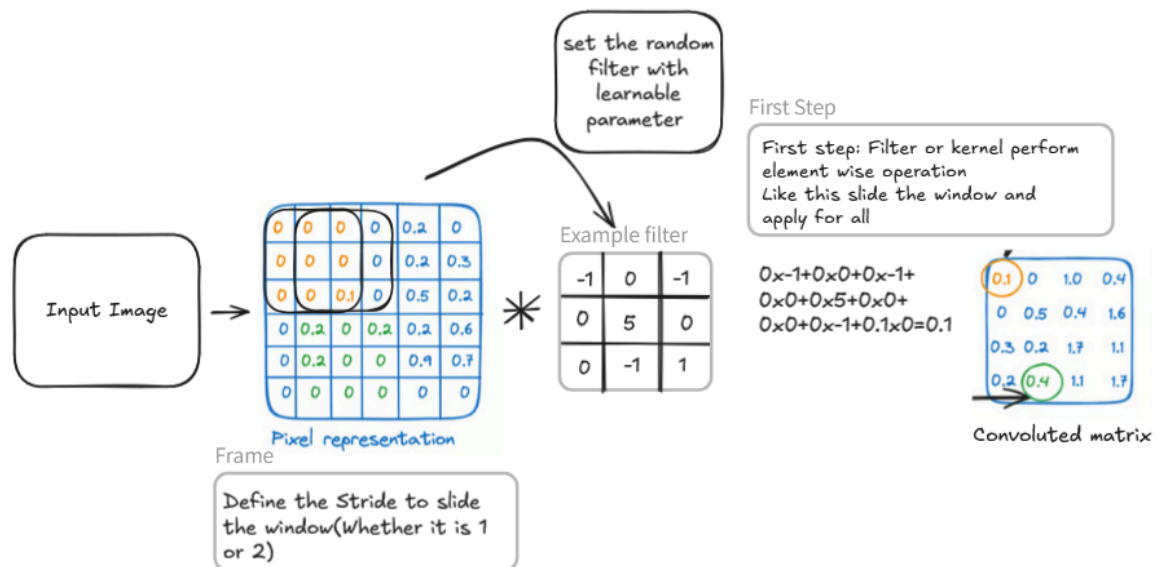 set the random
filter with
learnable
parameter
First Step
First step: Filter or kernel perform
element wise operation
Like this slide the window and
apply for all
Input Image
0 0 0 0 0.2 0
0 0 0 0 0.2 0.3
0 0 0.1 0 0.5 0.2
0 0.2 0 0.2 0.2 0.6
0 0.2 0 0 0.9 0.7
0 0 0 0 0 0
Pixel representation
*
Example filter
-1 0 -1
0 5 0
0 -1 1
0x-1+0x0+0x-1+
0x0+0x5+0x0+
0x0+0x-1+0.1x0=0.1
0.1 0 1.0 0.4
0 0.5 0.4 1.6
0.3 0.2 1.7 1.1
0.2 0.4 1.1 1.7
Convoluted matrix
Frame
Define the Stride to slide
the window(Whether it is 1
or 2)